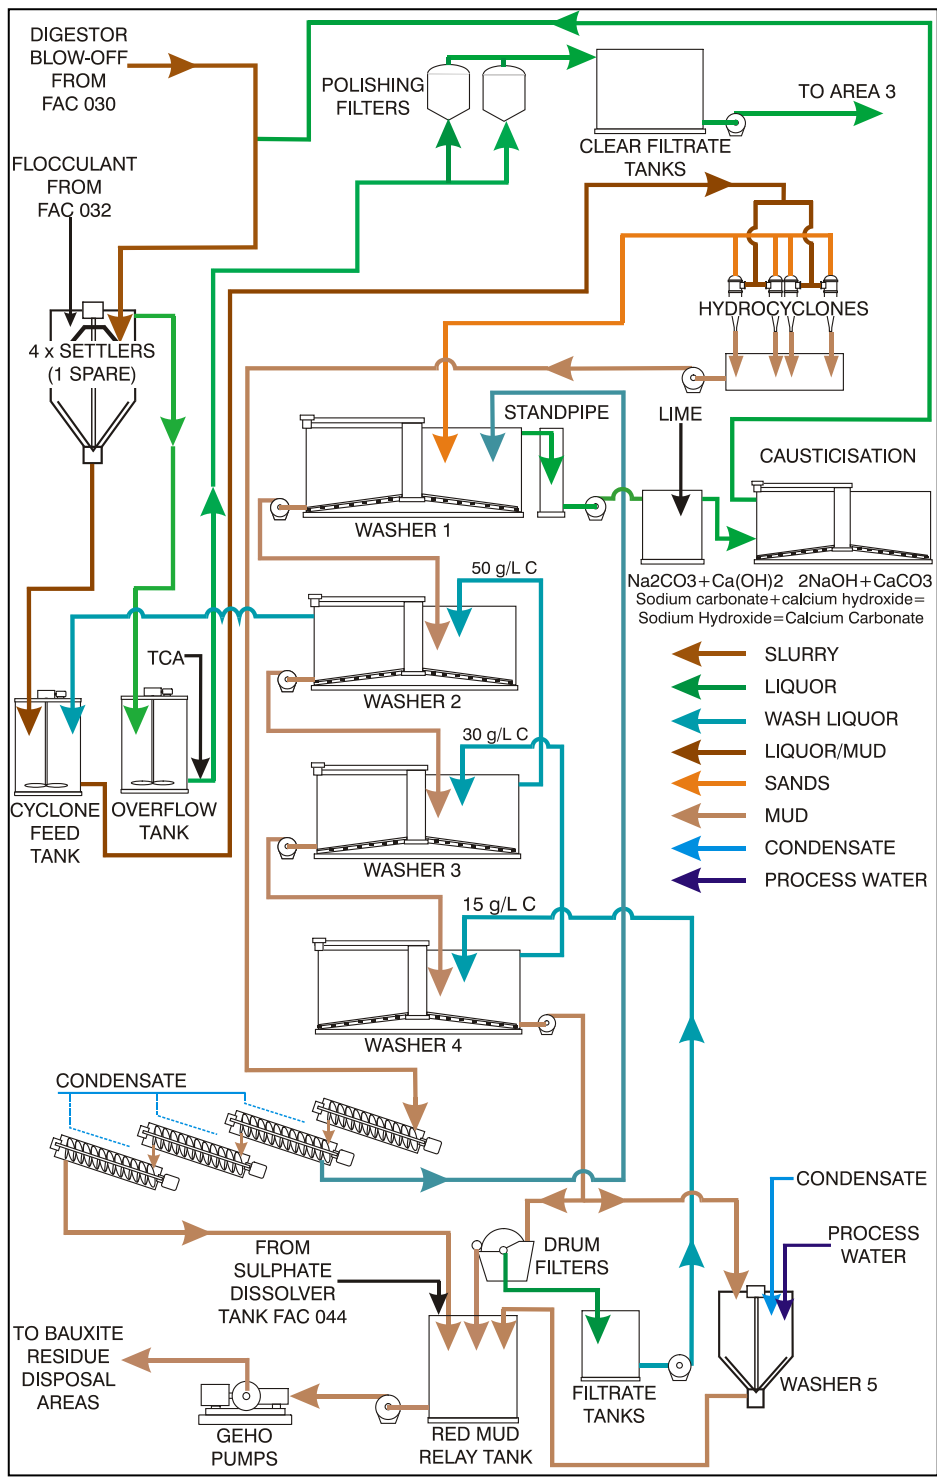 DIGESTOR
BLOW-OFF
FROM
FAC 030
POLISHING
FILTERS
CLEAR FILTRATE
TANKS
TO AREA 3
FLOCCULANT
FROM
FAC 032
HYDROCYCLONES
4 x SETTLERS
(1 SPARE)
STANDPIPE
LIME
CAUSTICISATION
WASHER 1
Na2CO3+Ca(OH)2 2NaOH+CaCO3
Sodium carbonate+calcium hydroxide=
Sodium Hydroxide=Calcium Carbonate
50 g/L C
TCA
WASHER 2
SLURRY
LIQUOR
WASH LIQUOR
LIQUOR/MUD
SANDS
MUD
CONDENSATE
PROCESS WATER
30 g/L C
CYCLONE
FEED
TANK
OVERFLOW
TANK
WASHER 3
15 g/L C
WASHER 4
CONDENSATE
CONDENSATE
PROCESS
WATER
FROM
SULPHATE
DISSOLVER
TANK FAC 044
DRUM
FILTERS
TO BAUXITE
RESIDUE
DISPOSAL
AREAS
WASHER 5
FILTRATE
TANKS
GEHO
PUMPS
RED MUD
RELAY TANK